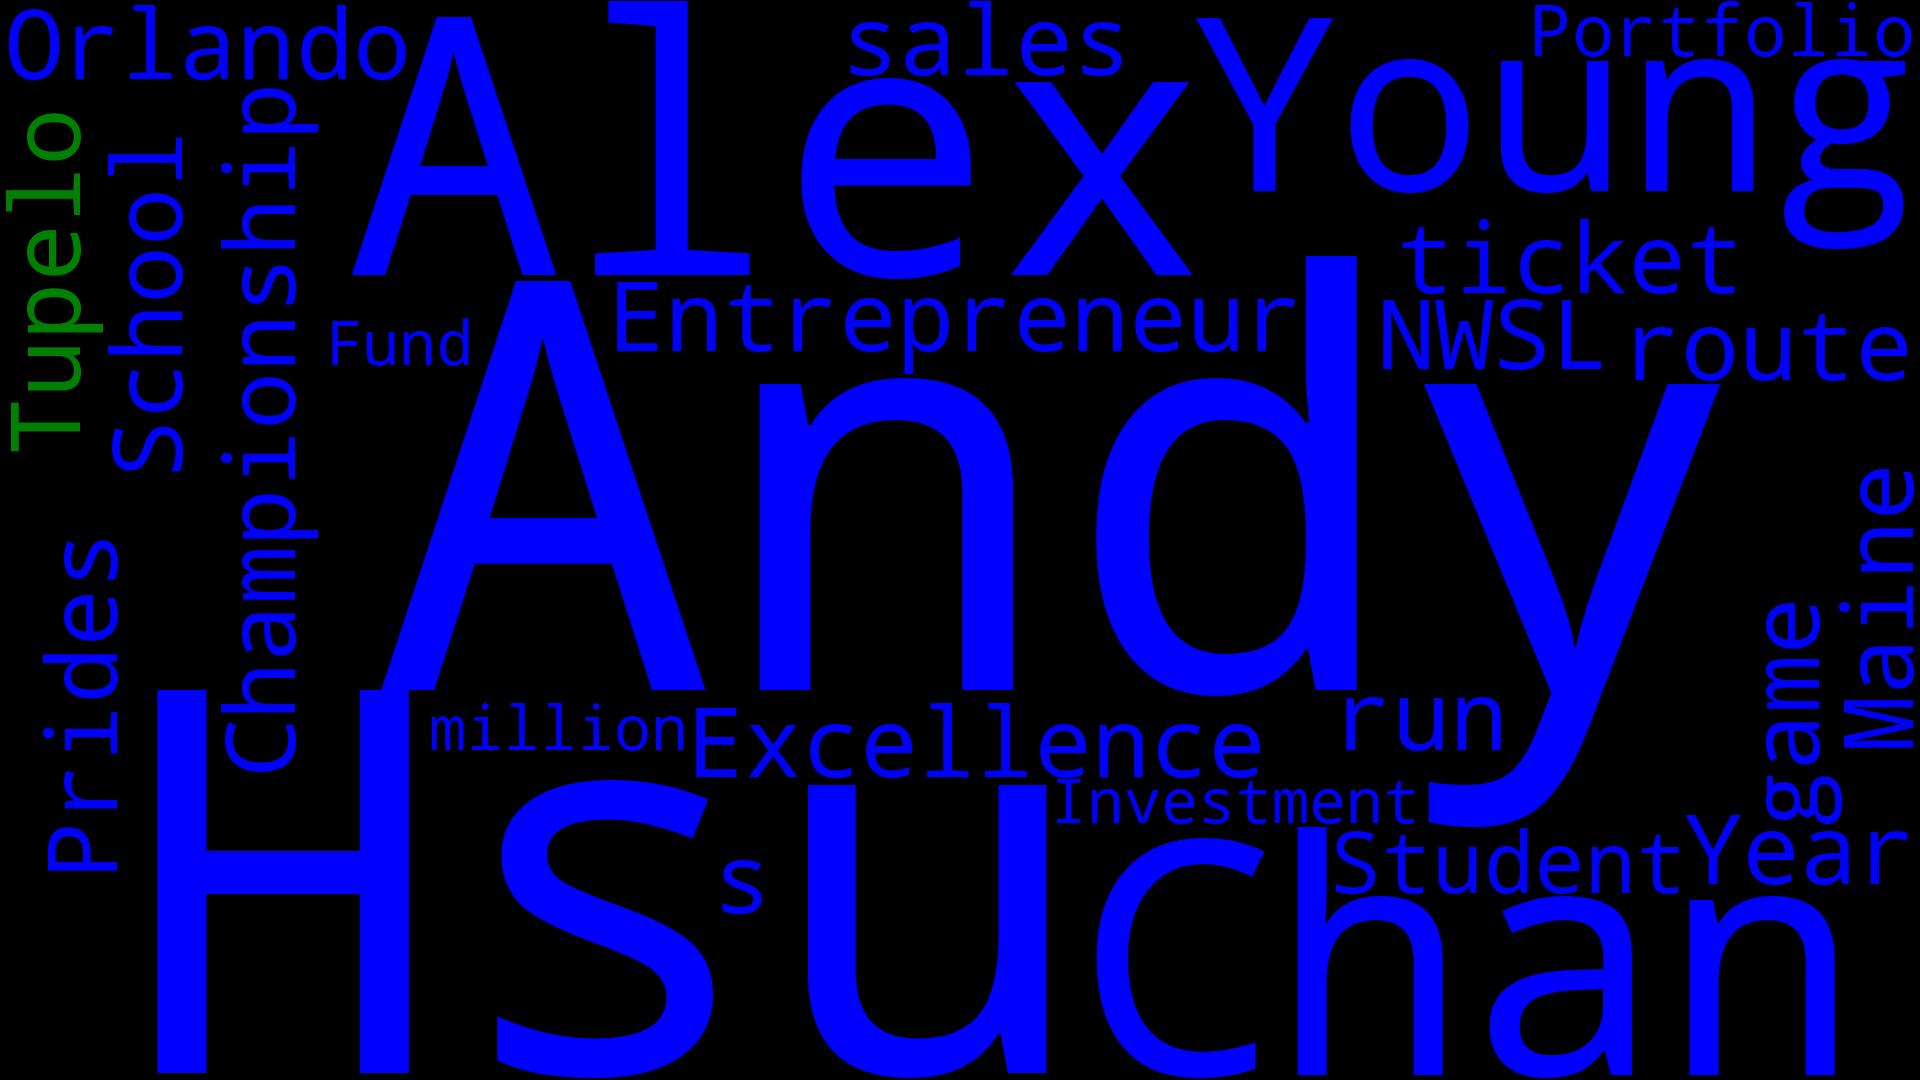 Orlando
Alex
sales
Young
Portfolio
Tupelo
School
Championship
ticket
Fund
Entrepreneur
NWSL
route
Andy
Prides
Maine
game
million
Excellence
run
Investment
Hsu
s
c
han
Student
Year